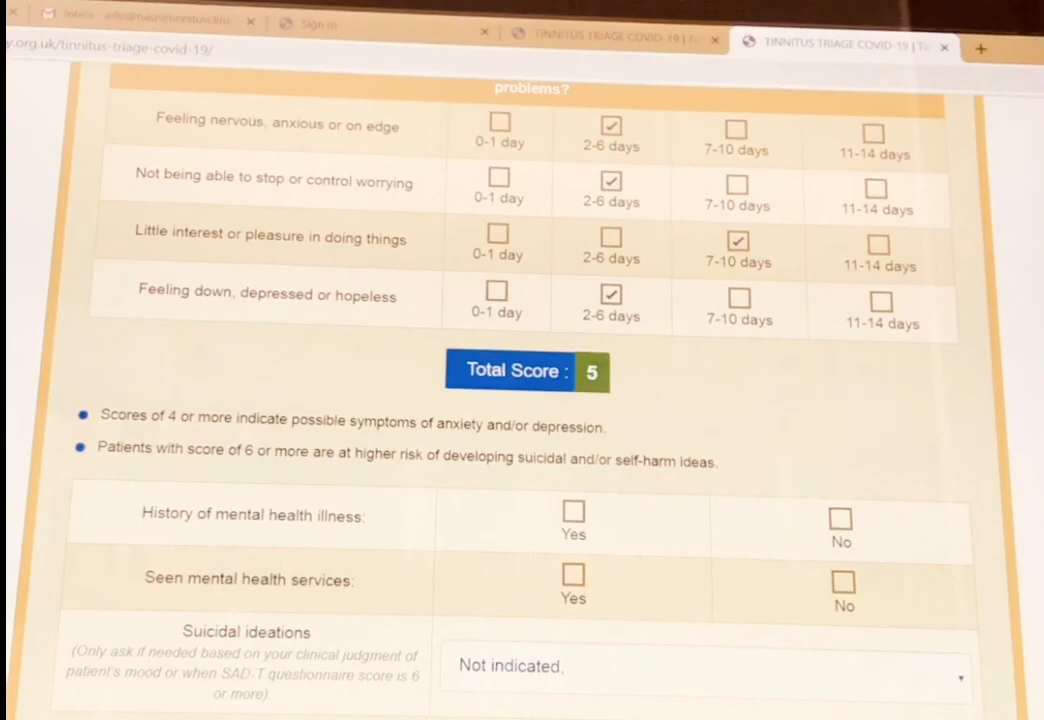 Sign in
TINNITUS TRIAGE COVID-19 | T
TINNITUS TRIAGE COVID-19 | T
y.org.uk/tinnitus-triage-covid-19/
problems?
Feeling nervous, anxious or on edge
0-1 day
2-6 days
7-10 days
11-14 days
Not being able to stop or control worrying
0-1 day
2-6 days
7-10 days
11-14 days
Little interest or pleasure in doing things
0-1 day
2-6 days
7-10 days
11-14 days
Feeling down, depressed or hopeless
0-1 day
2-6 days
7-10 days
11-14 days
Total Score : 5
Scores of 4 or more indicate possible symptoms of anxiety and/or depression.
Patients with score of 6 or more are at higher risk of developing suicidal and/or self-harm ideas.
History of mental health illness:
Yes
No
Seen mental health services:
Yes
No
Suicidal ideations
(Only ask if needed based on your clinical judgment of
patient's mood or when SAD-T questionnaire score is 6
or more)
Not indicated,